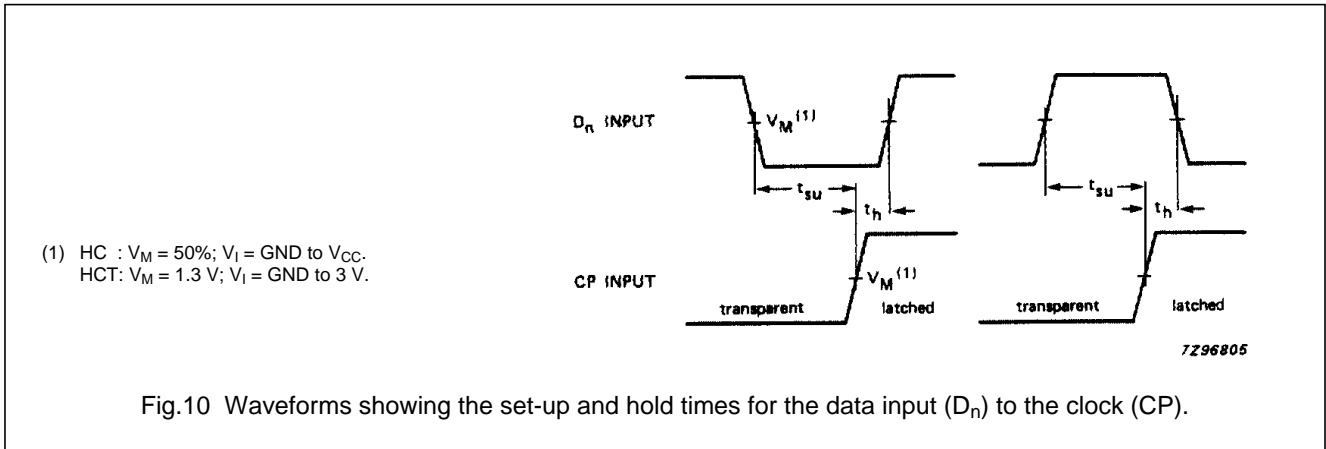 Dₙ INPUT
V_M (1)
t_su
t_h
CP INPUT
V_M (1)
transparent
latched
t_su
t_h
transparent
latched
7Z96805
(1) HC : V_M = 50%; V_I = GND to V_CC.
HCT: V_M = 1.3 V; V_I = GND to 3 V.
Fig.10 Waveforms showing the set-up and hold times for the data input (Dₙ) to the clock (CP).